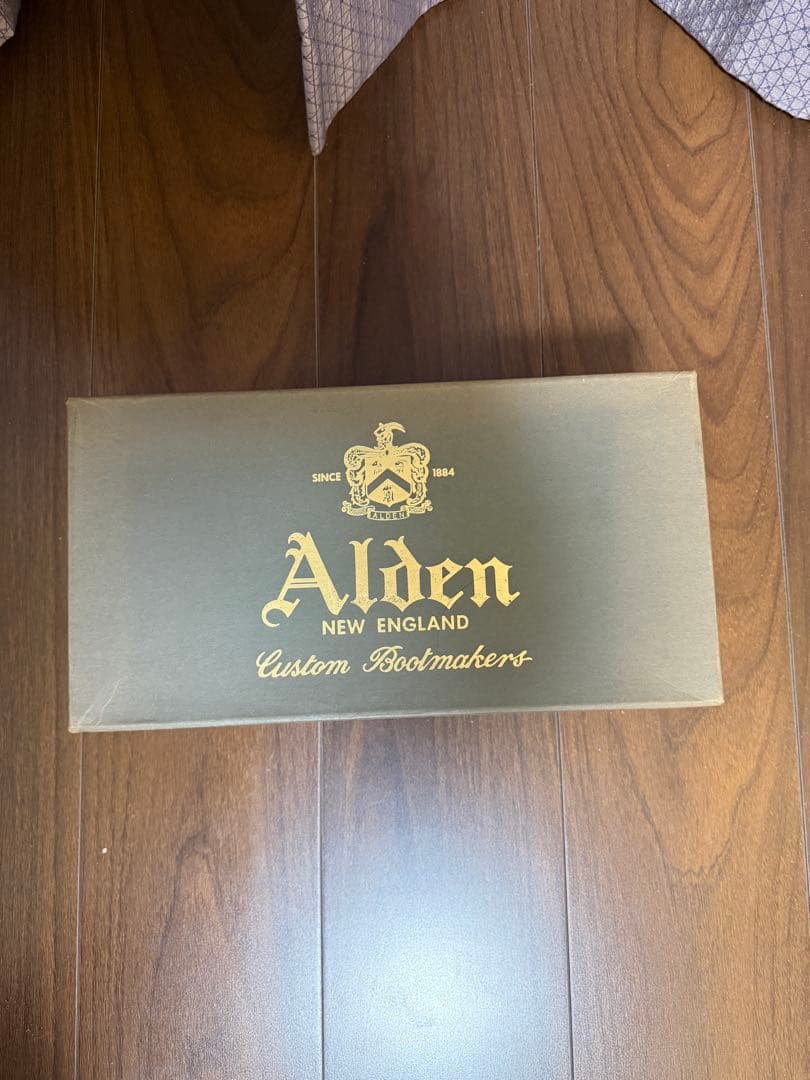 SINCE 1884
ALDEN
Alden
NEW ENGLAND
Custom Bootmakers